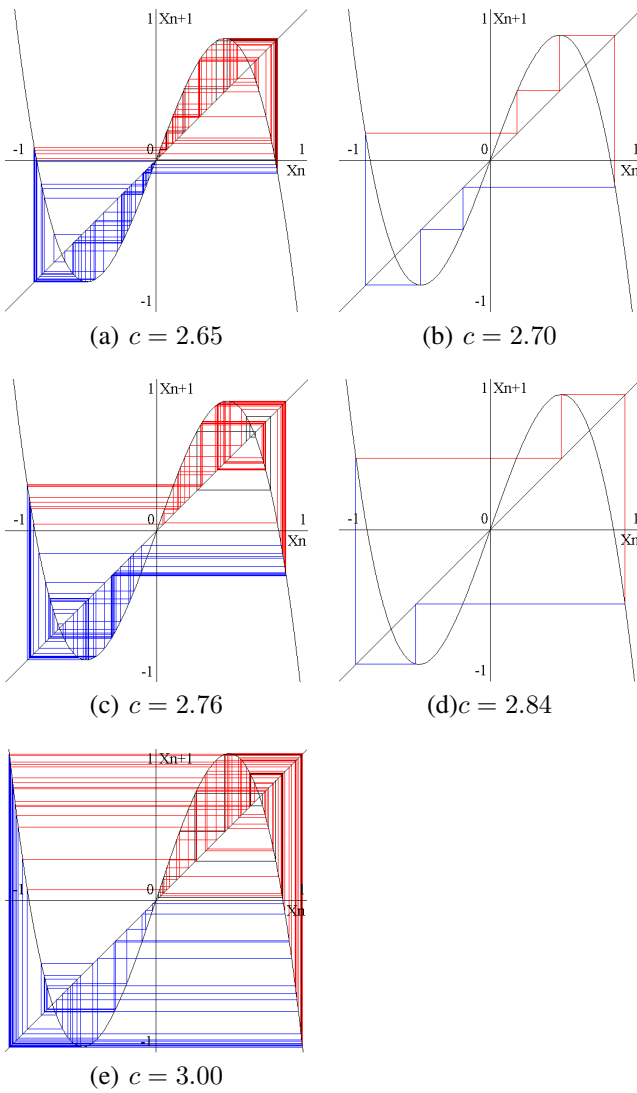 1 Xn+1
-1 0 1
Xn
-1
(a) c = 2.65
1 Xn+1
-1 0 1
Xn
-1
(b) c = 2.70
1 Xn+1
-1 0 1
Xn
-1
(c) c = 2.76
1 Xn+1
-1 0 1
Xn
-1
(d)c = 2.84
1 Xn+1
-1 0 1
Xn
-1
(e) c = 3.00